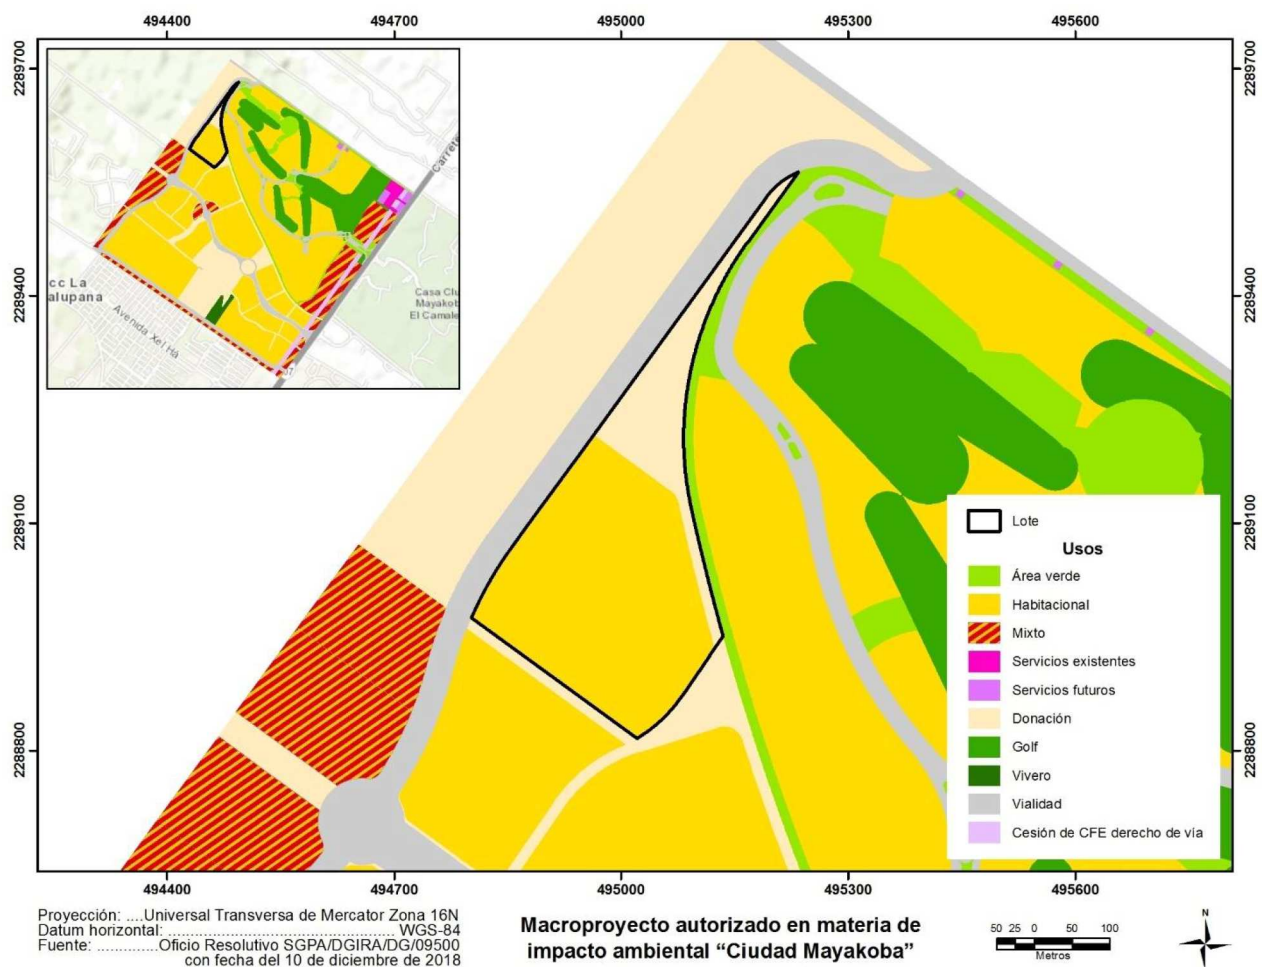 494400 494700 495000 495300 495600
2289700
2289400
2289100
2288800
2289700
2289400
2289100
2288800
cc La
alupana
Avenida Xel Há
Carrete
Casa Clu
Mayakob
El Camale
Lote
Usos
Área verde
Habitacional
Mixto
Servicios existentes
Servicios futuros
Donación
Golf
Vivero
Vialidad
Cesión de CFE derecho de vía
494400 494700 495000 495300 495600
Proyección: ....Universal Transversa de Mercator Zona 16N
Datum horizontal: ........................................ WGS-84
Fuente: ..............Oficio Resolutivo SGPA/DGIRA/DG/09500
con fecha del 10 de diciembre de 2018
Macroproyecto autorizado en materia de
impacto ambiental “Ciudad Mayakoba”
50 25 0 50 100
Metros
N